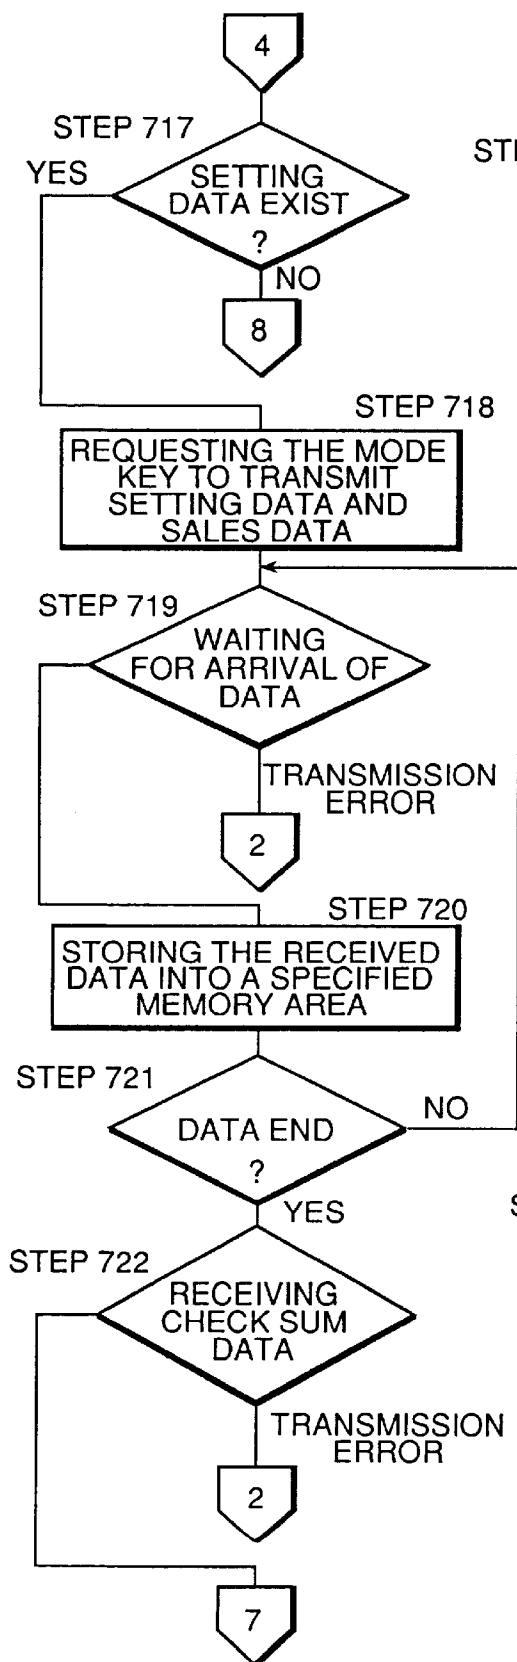 4
STEP 717
YES
SETTING
DATA EXIST
?
NO
8
STEP 718
REQUESTING THE MODE
KEY TO TRANSMIT
SETTING DATA AND
SALES DATA
STEP 719
WAITING
FOR ARRIVAL OF
DATA
TRANSMISSION
ERROR
2
STEP 720
STORING THE RECEIVED
DATA INTO A SPECIFIED
MEMORY AREA
STEP 721
DATA END
?
NO
YES
STEP 722
RECEIVING
CHECK SUM
DATA
TRANSMISSION
ERROR
2
7